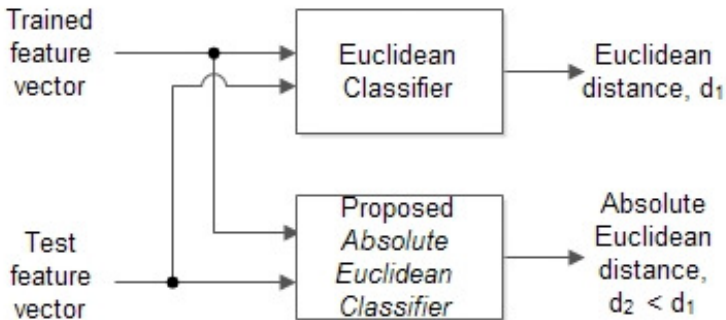 Trained
feature
vector
Euclidean
Classifier
Euclidean
distance, d₁
Test
feature
vector
Proposed
Absolute
Euclidean
Classifier
Absolute
Euclidean
distance,
d₂ < d₁